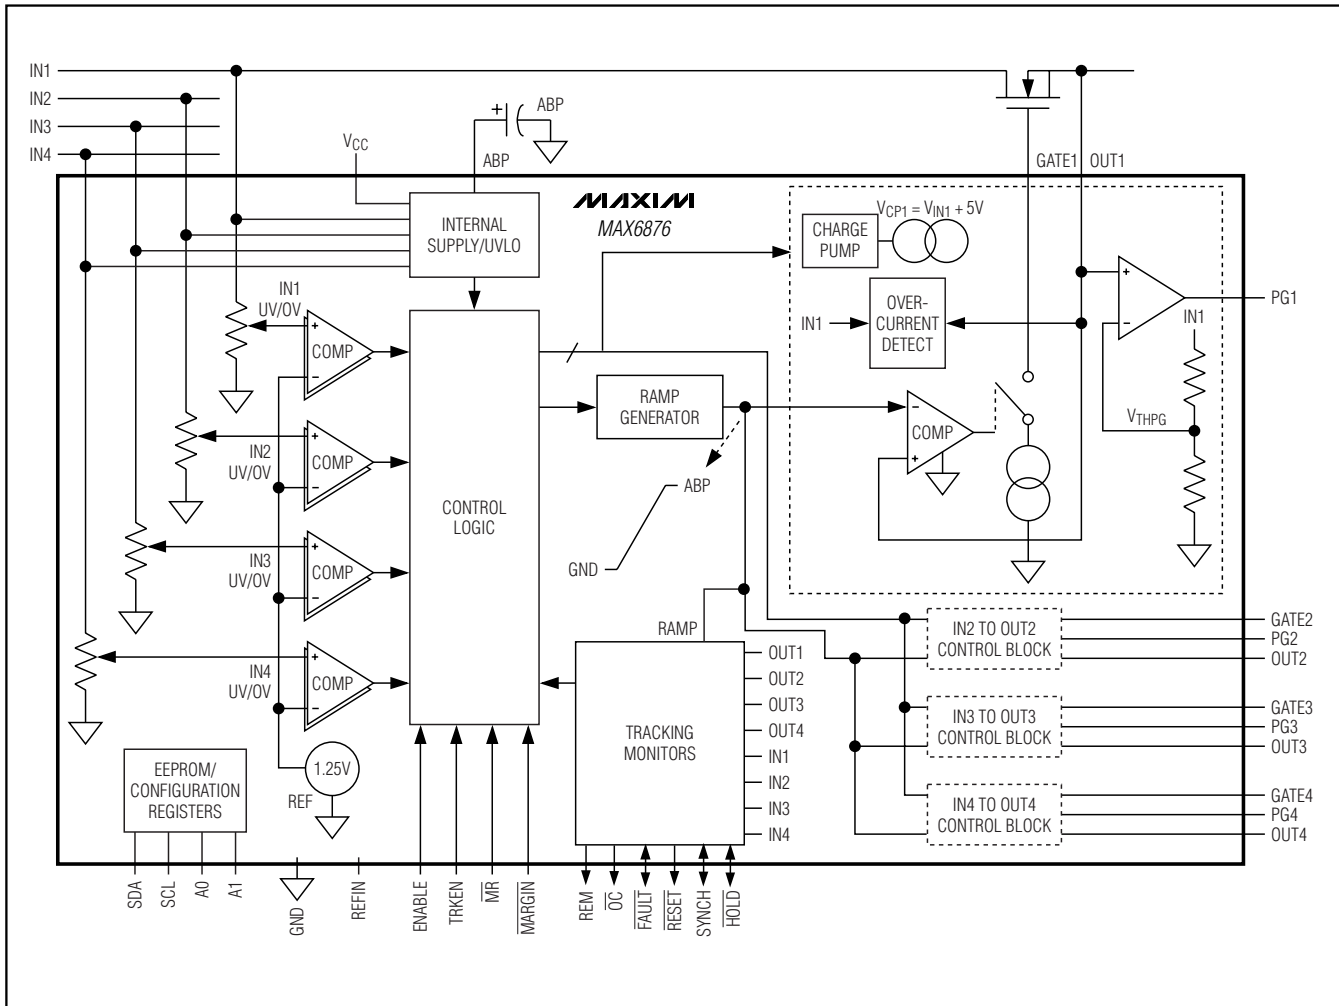 IN1
IN2
IN3
IN4
ABP
VCC
ABP
GATE1
OUT1
MAXIM
MAX6876
INTERNAL
SUPPLY/UVLO
VCP1 = VIN1 + 5V
CHARGE
PUMP
OVER-
CURRENT
DETECT
IN1
+
−
PG1
IN1
VTHPG
IN1
UV/OV
+
−
COMP
IN2
UV/OV
+
−
COMP
IN3
UV/OV
+
−
COMP
IN4
UV/OV
+
−
COMP
CONTROL
LOGIC
RAMP
GENERATOR
−
+
COMP
ABP
GND
RAMP
TRACKING
MONITORS
OUT1
OUT2
OUT3
OUT4
IN1
IN2
IN3
IN4
IN2 TO OUT2
CONTROL BLOCK
GATE2
PG2
OUT2
IN3 TO OUT3
CONTROL BLOCK
GATE3
PG3
OUT3
IN4 TO OUT4
CONTROL BLOCK
GATE4
PG4
OUT4
EEPROM/
CONFIGURATION
REGISTERS
1.25V
REF
SDA
SCL
A0
A1
GND
REFIN
ENABLE
TRKEN
MR
MARGIN
REM
OC
FAULT
RESET
SYNCH
HOLD